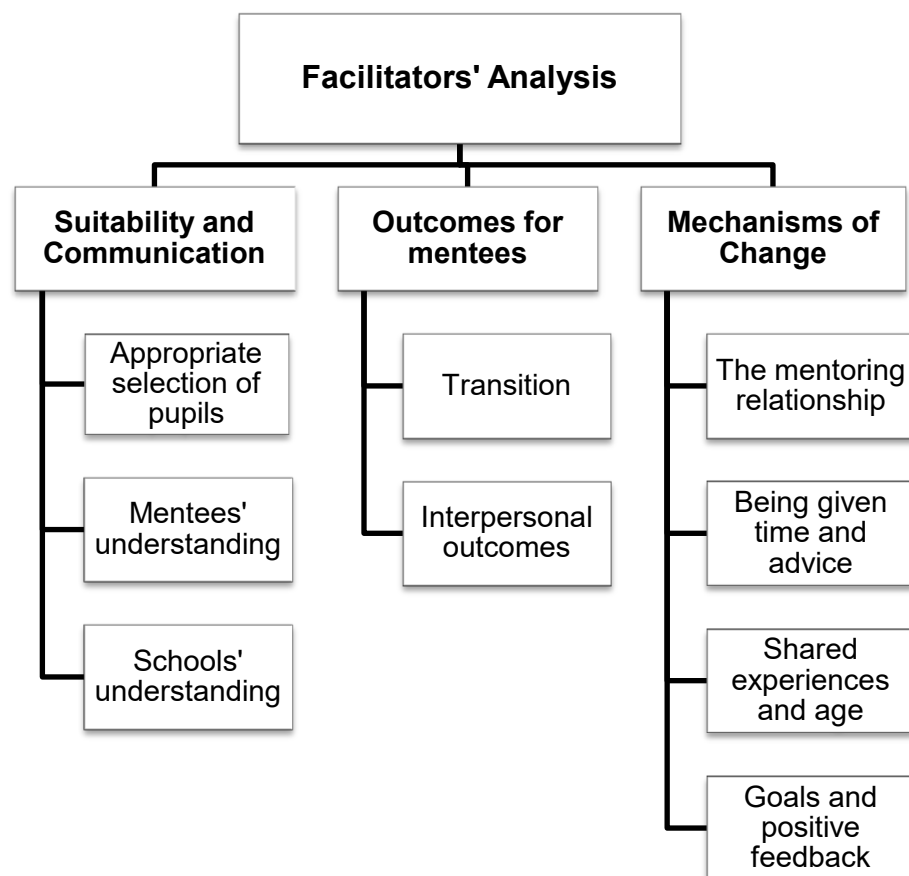 Facilitators' Analysis
Suitability and
Communication
Appropriate
selection of
pupils
Mentees'
understanding
Schools'
understanding
Outcomes for
mentees
Transition
Interpersonal
outcomes
Mechanisms of
Change
The mentoring
relationship
Being given
time and
advice
Shared
experiences
and age
Goals and
positive
feedback